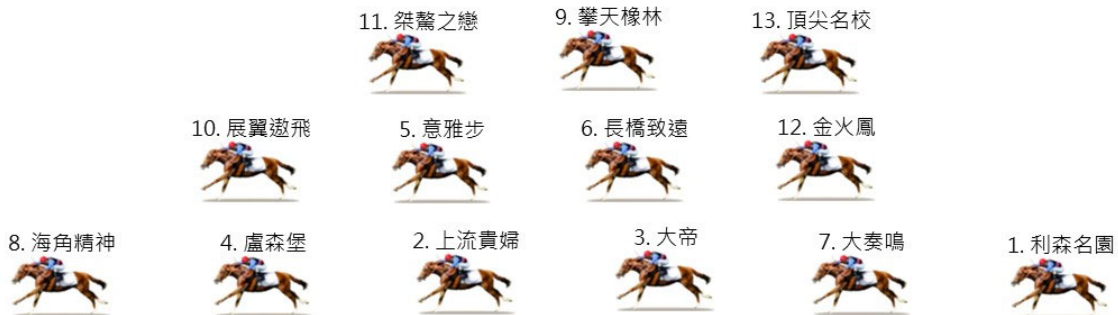 11. 桀驁之戀
9. 攀天橡林
13. 頂尖名校
10. 展翼遨飛
5. 意雅步
6. 長橋致遠
12. 金火鳳
8. 海角精神
4. 盧森堡
2. 上流貴婦
3. 大帝
7. 大奏鳴
1. 利森名園